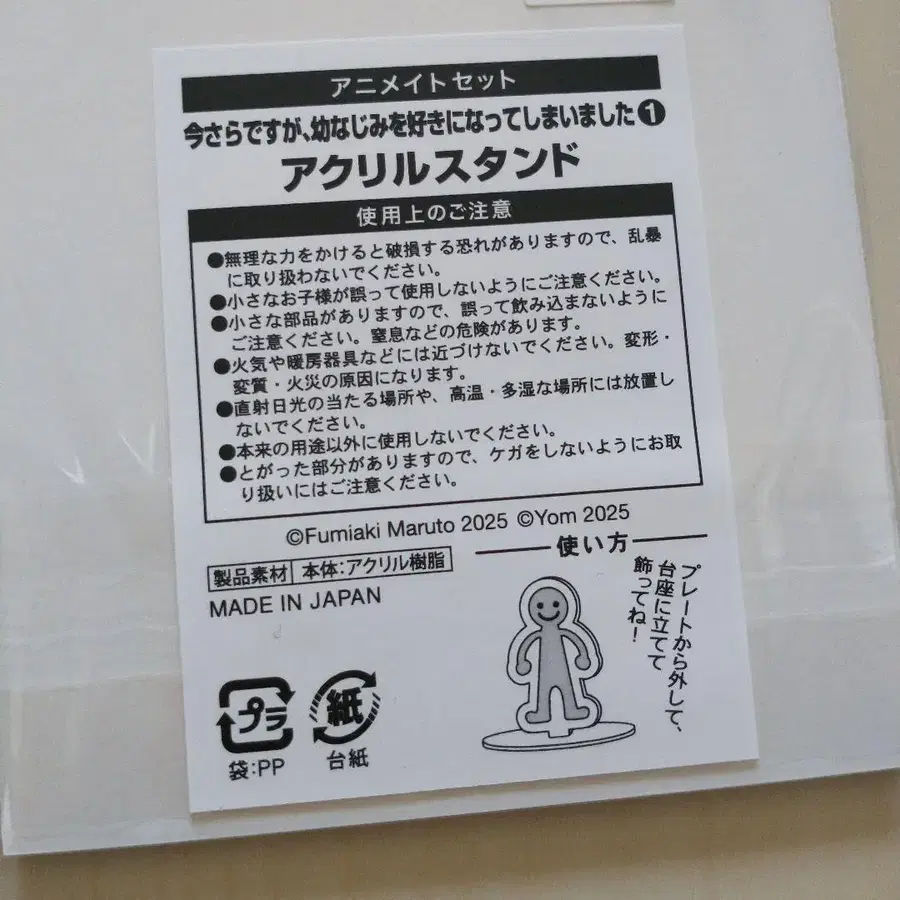 アニメイトセット
今さらですが、幼なじみを好きになってしまいました❶
アクリルスタンド
使用上のご注意
●無理な力をかけると破損する恐れがありますので、乱暴
に取り扱わないでください。
●小さなお子様が誤って使用しないようにご注意ください。
●小さな部品がありますので、誤って飲み込まないように
ご注意ください。窒息などの危険があります。
●火気や暖房器具などには近づけないでください。変形・
変質・火災の原因になります。
●直射日光の当たる場所や、高温・多湿な場所には放置し
ないでください。
●本来の用途以外に使用しないでください。
●とがった部分がありますので、ケガをしないようにお取
り扱いにはご注意ください。
©Fumiaki Maruto 2025 ©Yom 2025
製品素材 本体:アクリル樹脂
MADE IN JAPAN
使い方
プレートから外して、
台座に立てて
飾ってね!
プラ
袋:PP
紙
台紙